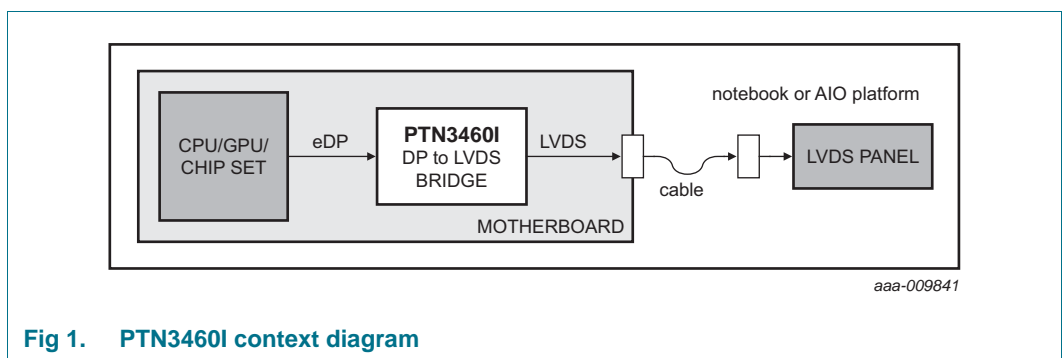 notebook or AIO platform
CPU/GPU/
CHIP SET
eDP
PTN3460I
DP to LVDS
BRIDGE
LVDS
cable
LVDS PANEL
MOTHERBOARD
aaa-009841
Fig 1. PTN3460I context diagram